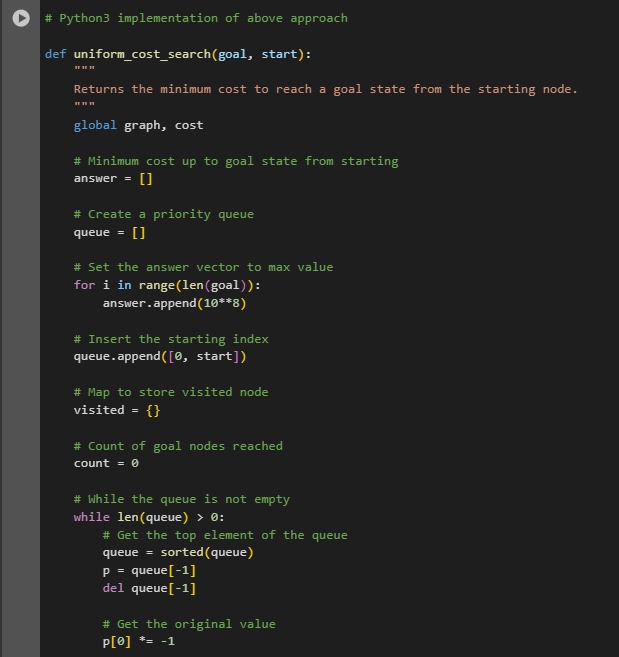 # Python3 implementation of above approach
def uniform_cost_search(goal, start):
"""
Returns the minimum cost to reach a goal state from the starting node.
"""
global graph, cost
# Minimum cost up to goal state from starting
answer = []
# Create a priority queue
queue = []
# Set the answer vector to max value
for i in range(len(goal)):
answer.append(10**8)
# Insert the starting index
queue.append([0, start])
# Map to store visited node
visited = {}
# Count of goal nodes reached
count = 0
# While the queue is not empty
while len(queue) > 0:
# Get the top element of the queue
queue = sorted(queue)
p = queue[-1]
del queue[-1]
# Get the original value
p[0] *= -1